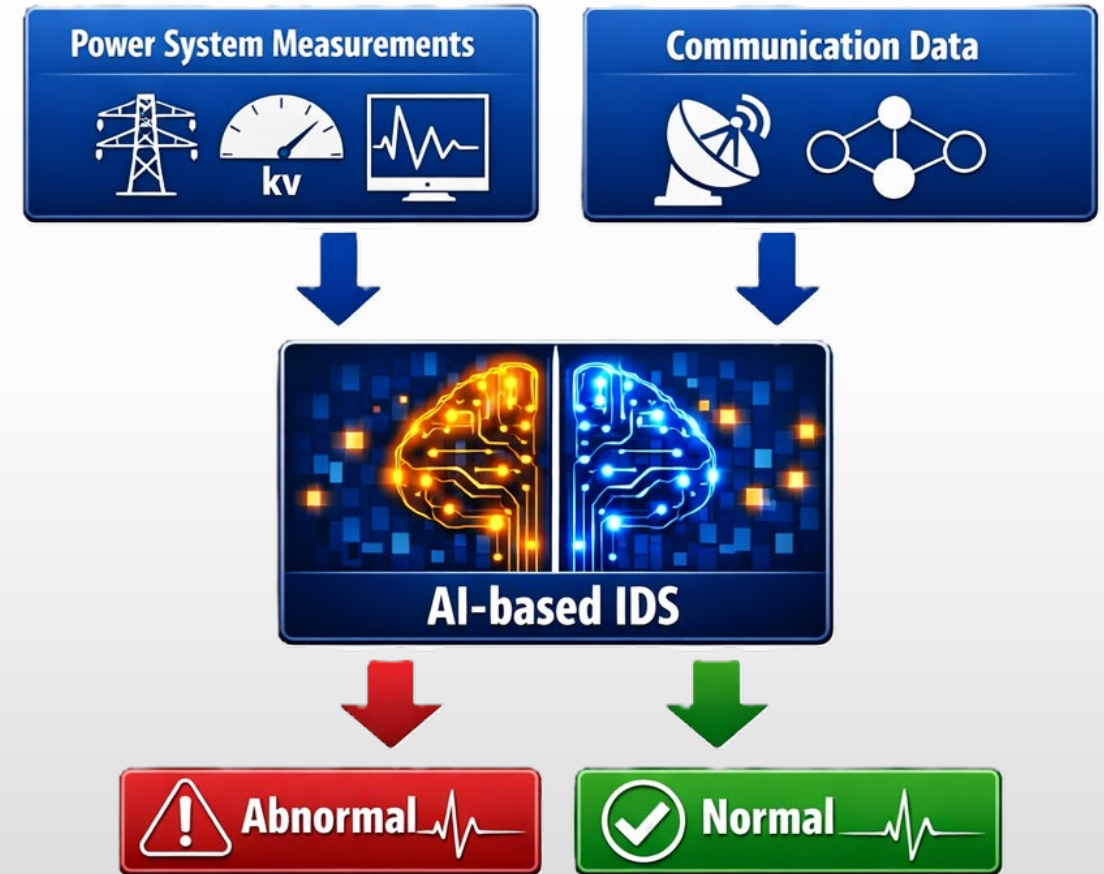 Power System Measurements
Communication Data
kv
AI-based IDS
Abnormal
Normal